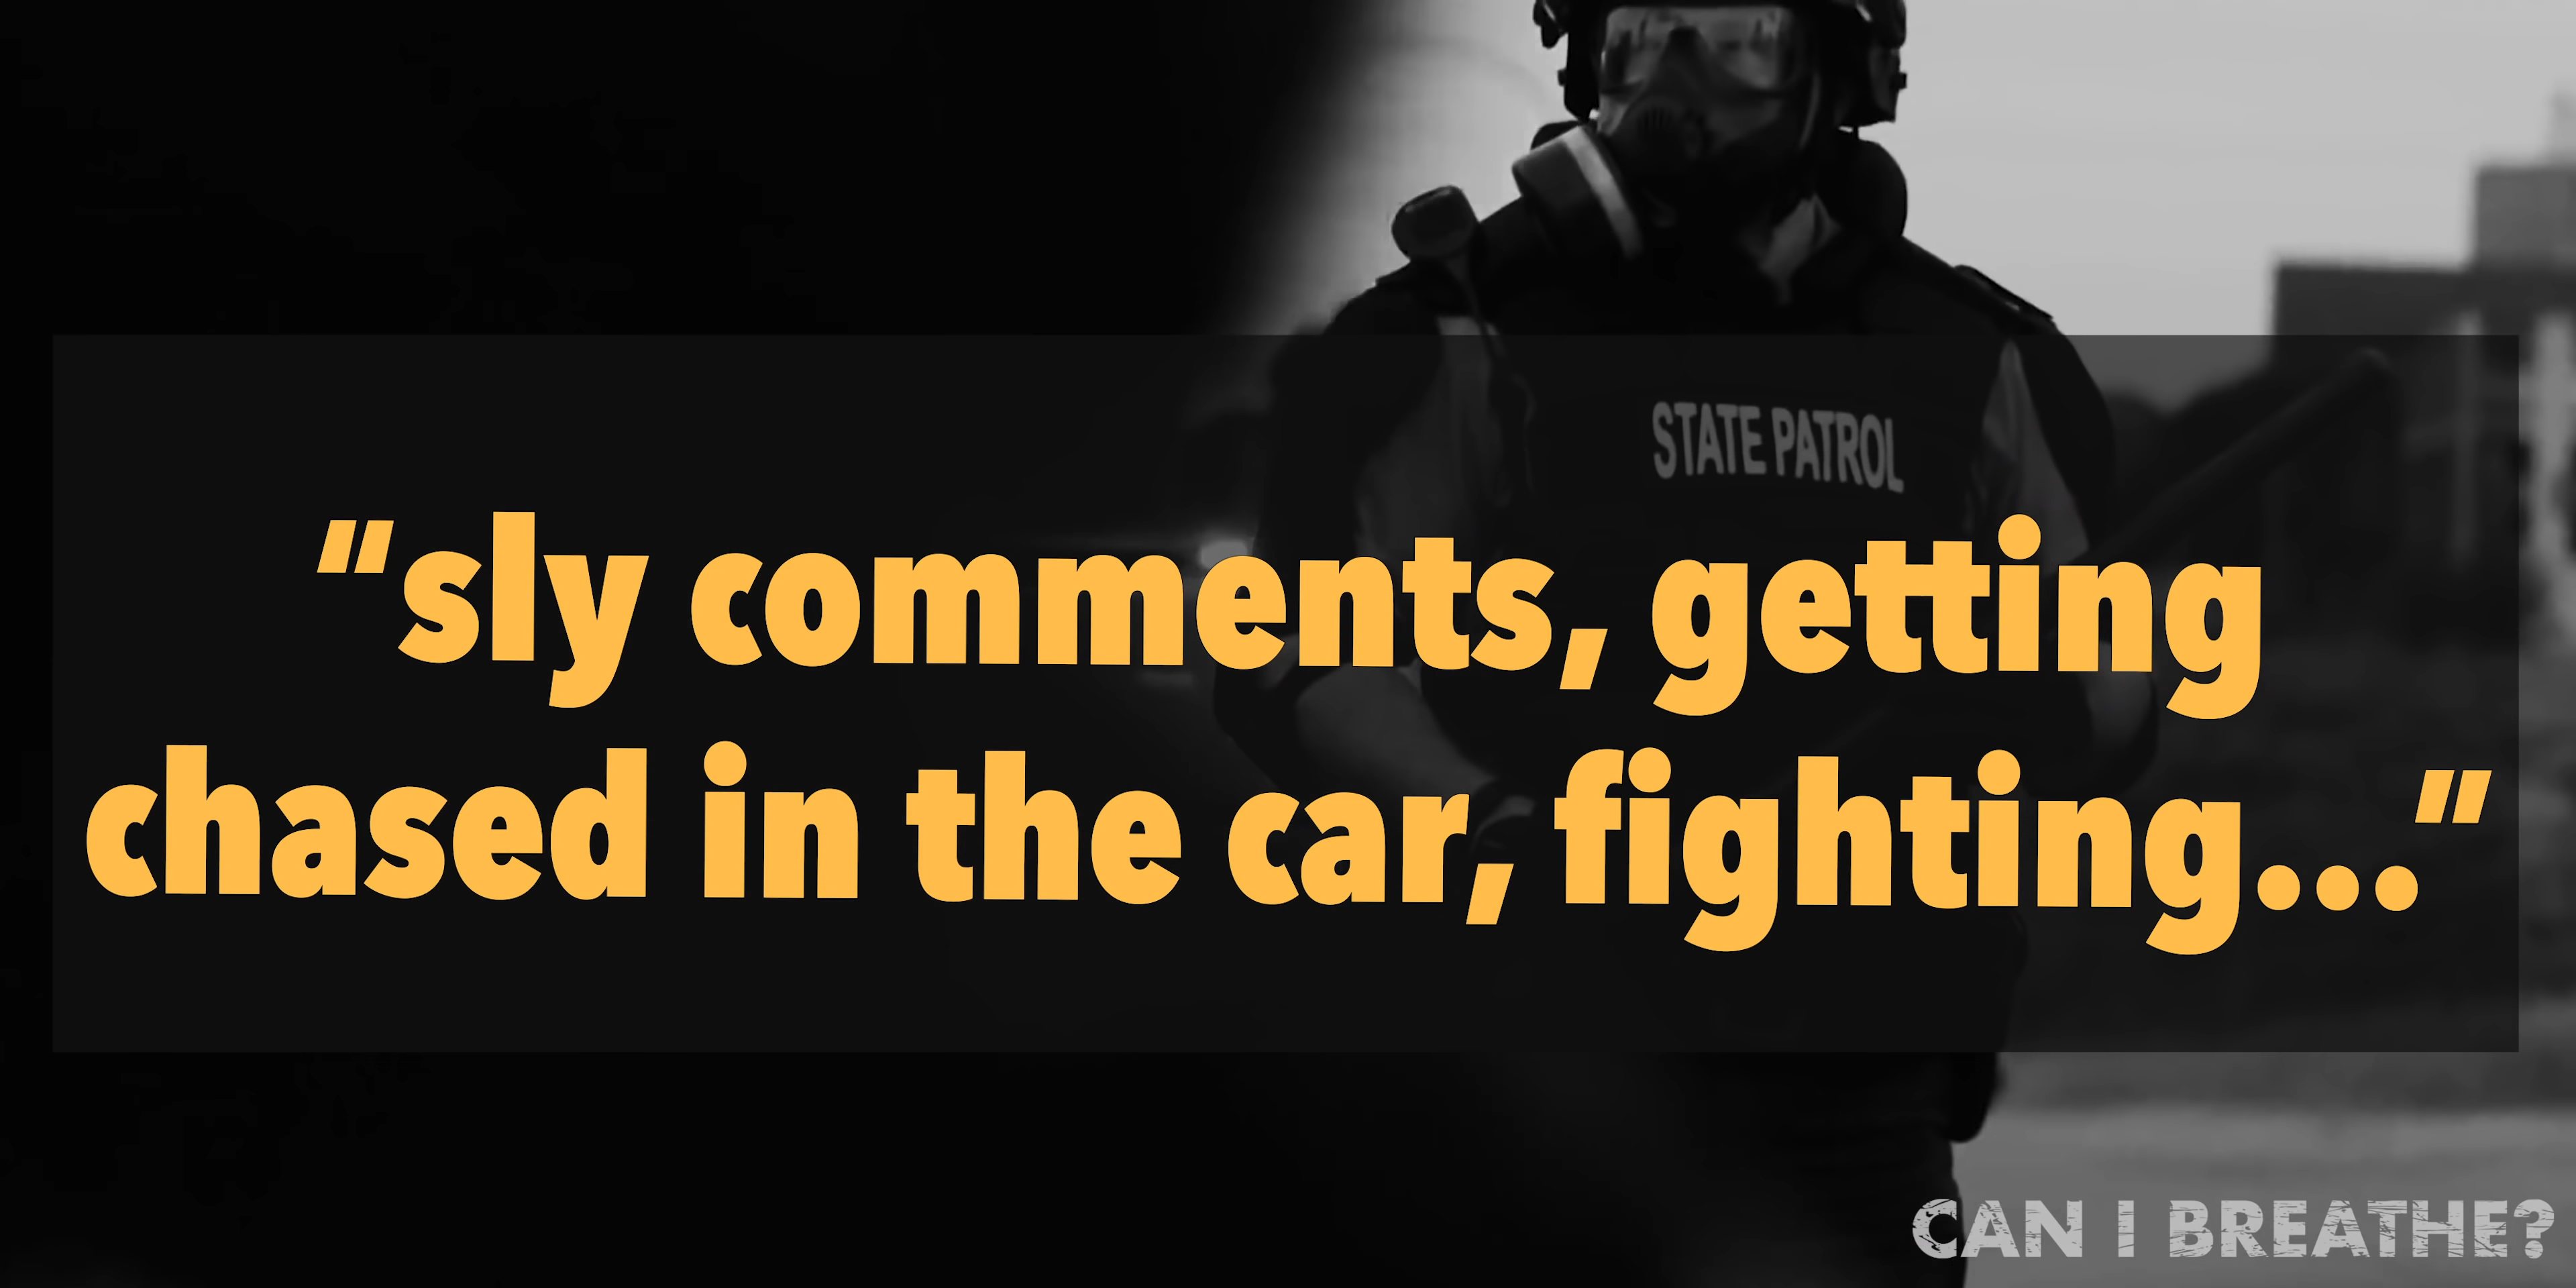 STATE PATROL
“sly comments, getting
chased in the car, fighting...”
CAN I BREATHE?